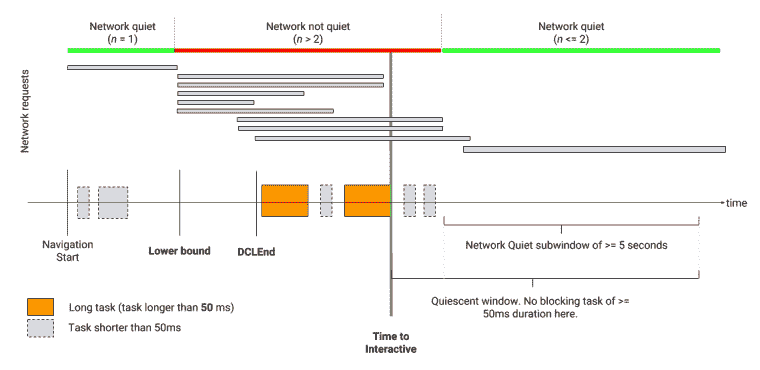 Network quiet
(n = 1)
Network not quiet
(n > 2)
Network quiet
(n <= 2)
Network requests
time
Navigation
Start
Lower bound
DCLEnd
Network Quiet subwindow of >= 5 seconds
Quiescent window. No blocking task of >=
50ms duration here.
Long task (task longer than 50 ms)
Task shorter than 50ms
Time to
Interactive